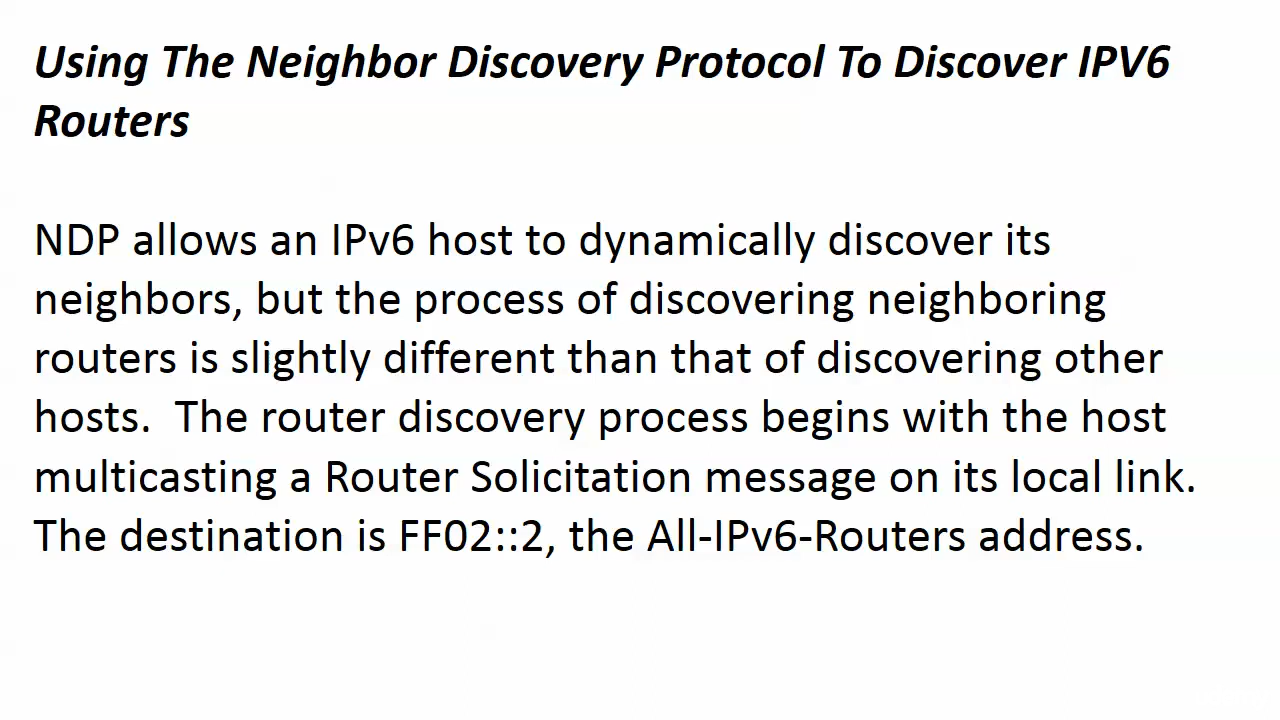 Using The Neighbor Discovery Protocol To Discover IPV6
Routers
NDP allows an IPv6 host to dynamically discover its
neighbors, but the process of discovering neighboring
routers is slightly different than that of discovering other
hosts.  The router discovery process begins with the host
multicasting a Router Solicitation message on its local link.
The destination is FF02::2, the All-IPv6-Routers address.